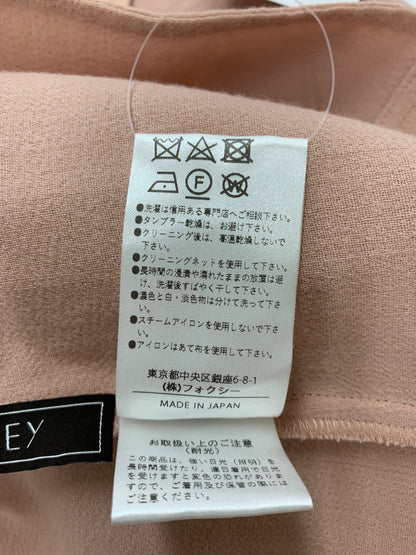 F W
●洗濯は信用ある専門店へご相談下さい。
●タンブラー乾燥は、お避け下さい。
●クリーニング後は、高温乾燥しないで
下さい。
●クリーニングネットを使用して下さい。
●長時間の浸漬や濡れたままの放置は避
け、洗濯後すばやく干して下さい。
●濃色と白・淡色物は分けて洗って下さ
い。
●スチームアイロンを使用しないで下さ
い。
●アイロンはあて布を使用して下さい。
東京都中央区銀座6-8-1
(株)フォクシー
MADE IN JAPAN
EY
お取扱い上のご注意
(耐光)
この商品は、強い光（照明）を
長時間受けたり、連日着用で日光
を受けますと変色の恐れがありま
すので、ご着用及び保管の際には
ご注意ください。